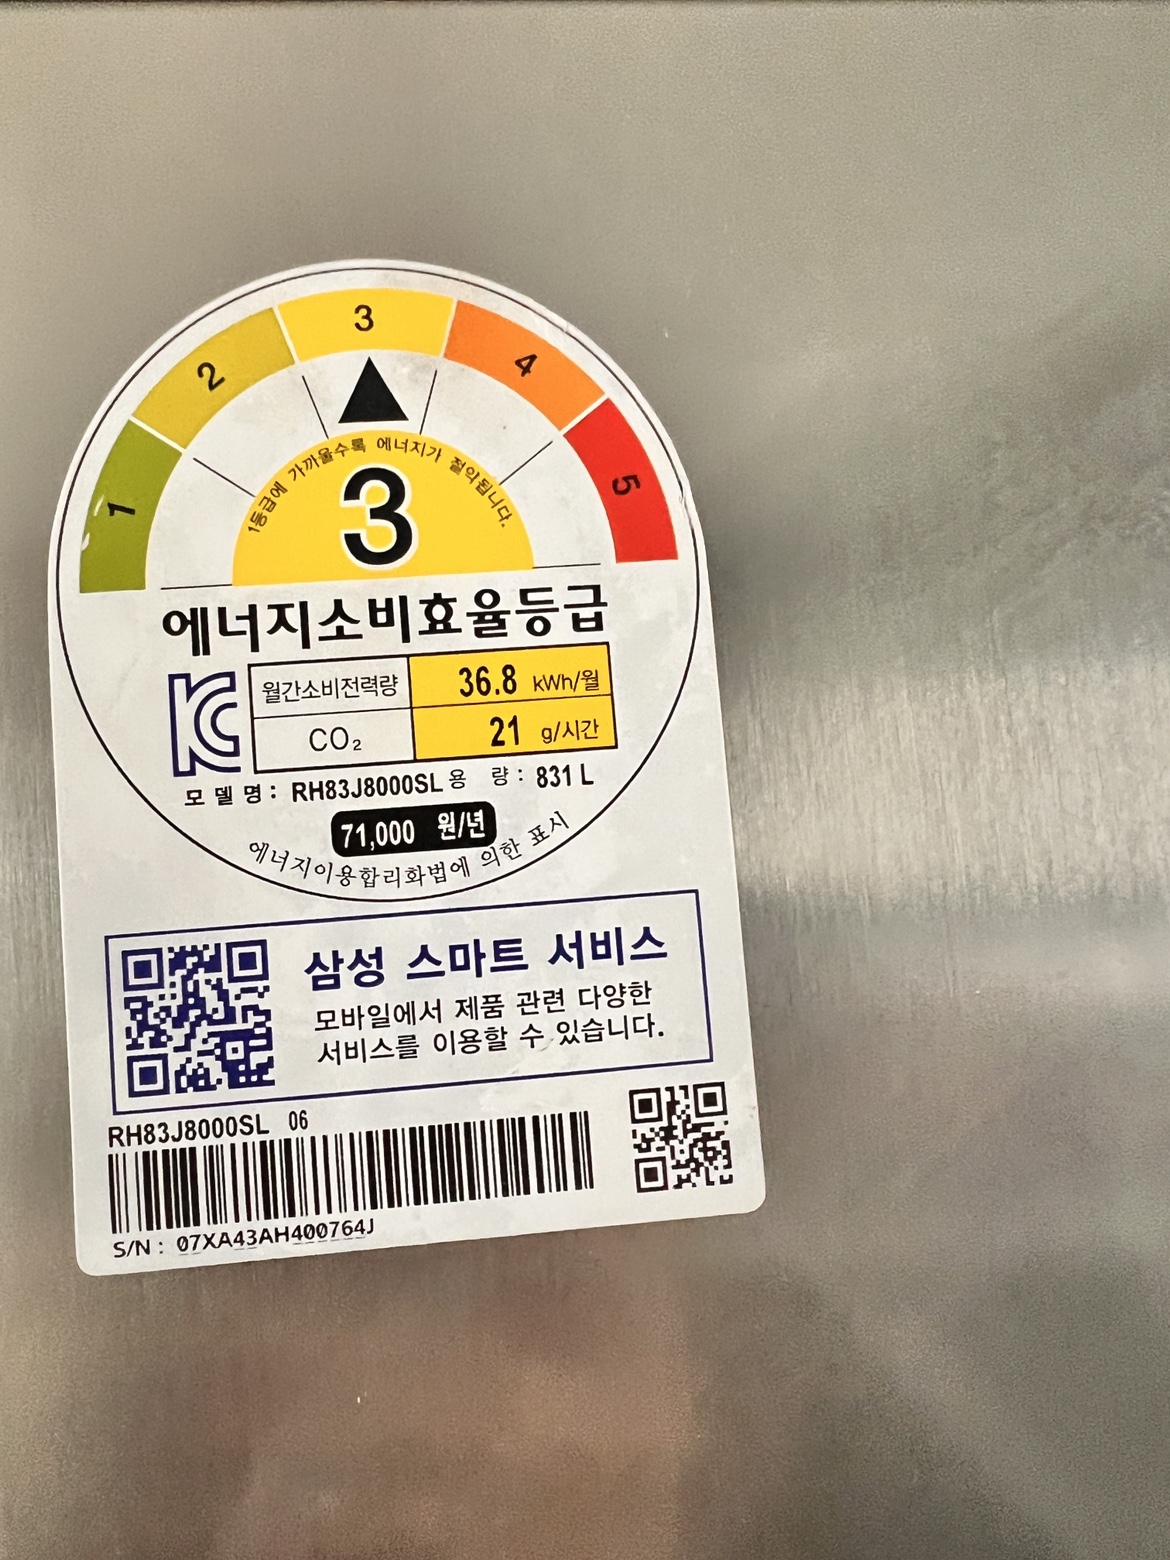 1 2 3 4 5
1등급에 가까울수록 에너지가 절약됩니다.
3
에너지소비효율등급
KC
월간소비전력량 36.8 kWh/월
CO₂ 21 g/시간
모델명: RH83J8000SL 용 량: 831 L
71,000 원/년
에너지이용합리화법에 의한 표시
삼성 스마트 서비스
모바일에서 제품 관련 다양한
서비스를 이용할 수 있습니다.
RH83J8000SL 06
S/N : 07XA43AH400764J